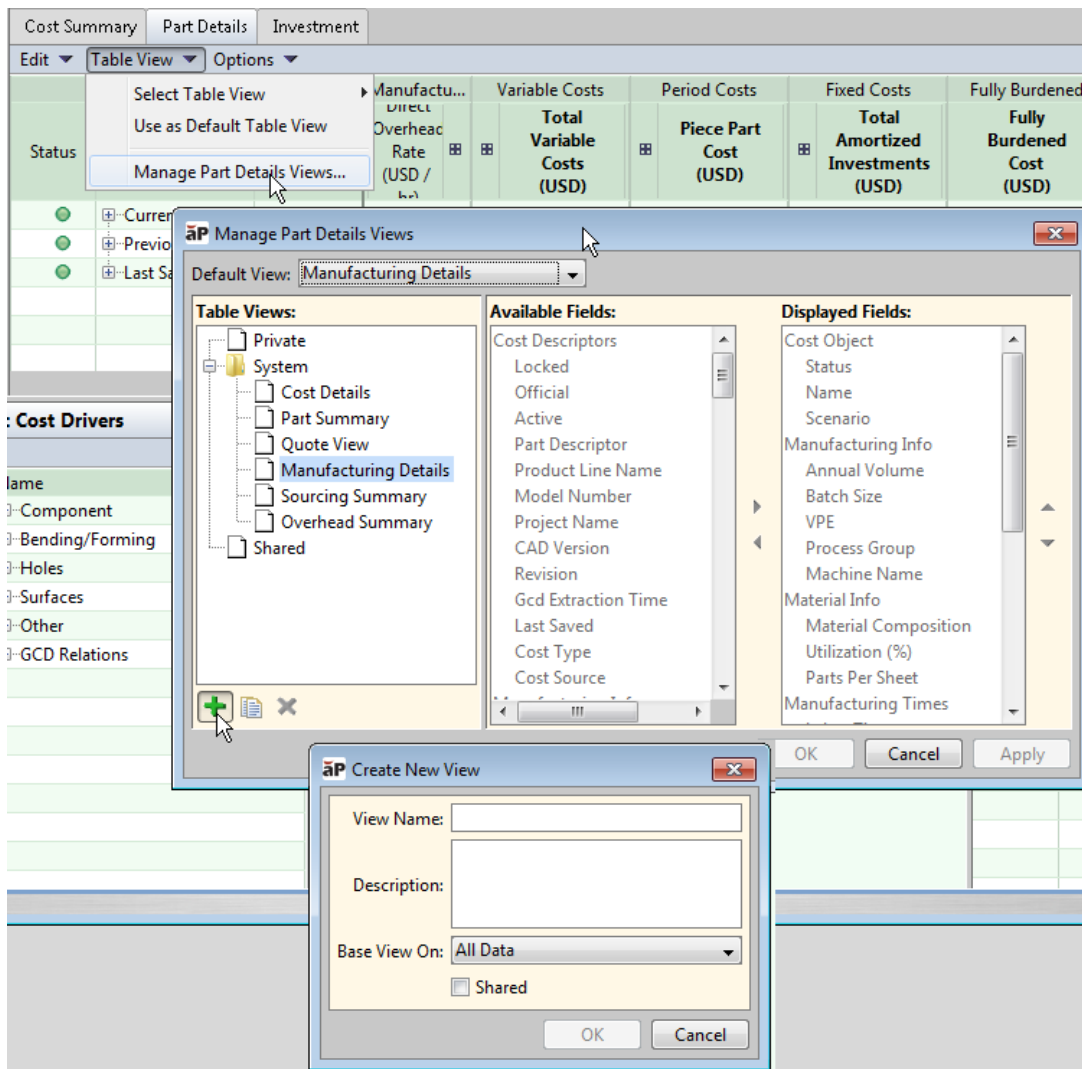 Cost Summary Part Details Investment
Edit Table View Options
Select Table View
Use as Default Table View
Manage Part Details Views...
Manufactu... Variable Costs Period Costs Fixed Costs Fully Burdened
Status
Direct
Overhead
Rate
(USD /
hr)
Total
Variable
Costs
(USD)
Piece Part
Cost
(USD)
Total
Amortized
Investments
(USD)
Fully
Burdened
Cost
(USD)
Curren
Previo
Last Sa
: Cost Drivers
lame
Component
Bending/Forming
Holes
Surfaces
Other
GCD Relations
aP Manage Part Details Views
Default View: Manufacturing Details
Table Views:
Private
System
Cost Details
Part Summary
Quote View
Manufacturing Details
Sourcing Summary
Overhead Summary
Shared
Available Fields:
Cost Descriptors
Locked
Official
Active
Part Descriptor
Product Line Name
Model Number
Project Name
CAD Version
Revision
Gcd Extraction Time
Last Saved
Cost Type
Cost Source
Displayed Fields:
Cost Object
Status
Name
Scenario
Manufacturing Info
Annual Volume
Batch Size
VPE
Process Group
Machine Name
Material Info
Material Composition
Utilization (%)
Parts Per Sheet
Manufacturing Times
OK Cancel Apply
aP Create New View
View Name:
Description:
Base View On: All Data
Shared
OK Cancel